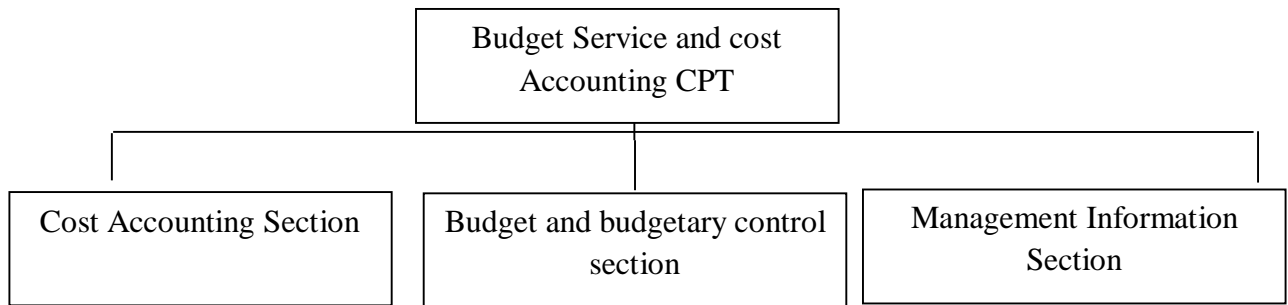 Budget Service and cost
Accounting CPT
Cost Accounting Section
Budget and budgetary control
section
Management Information
Section